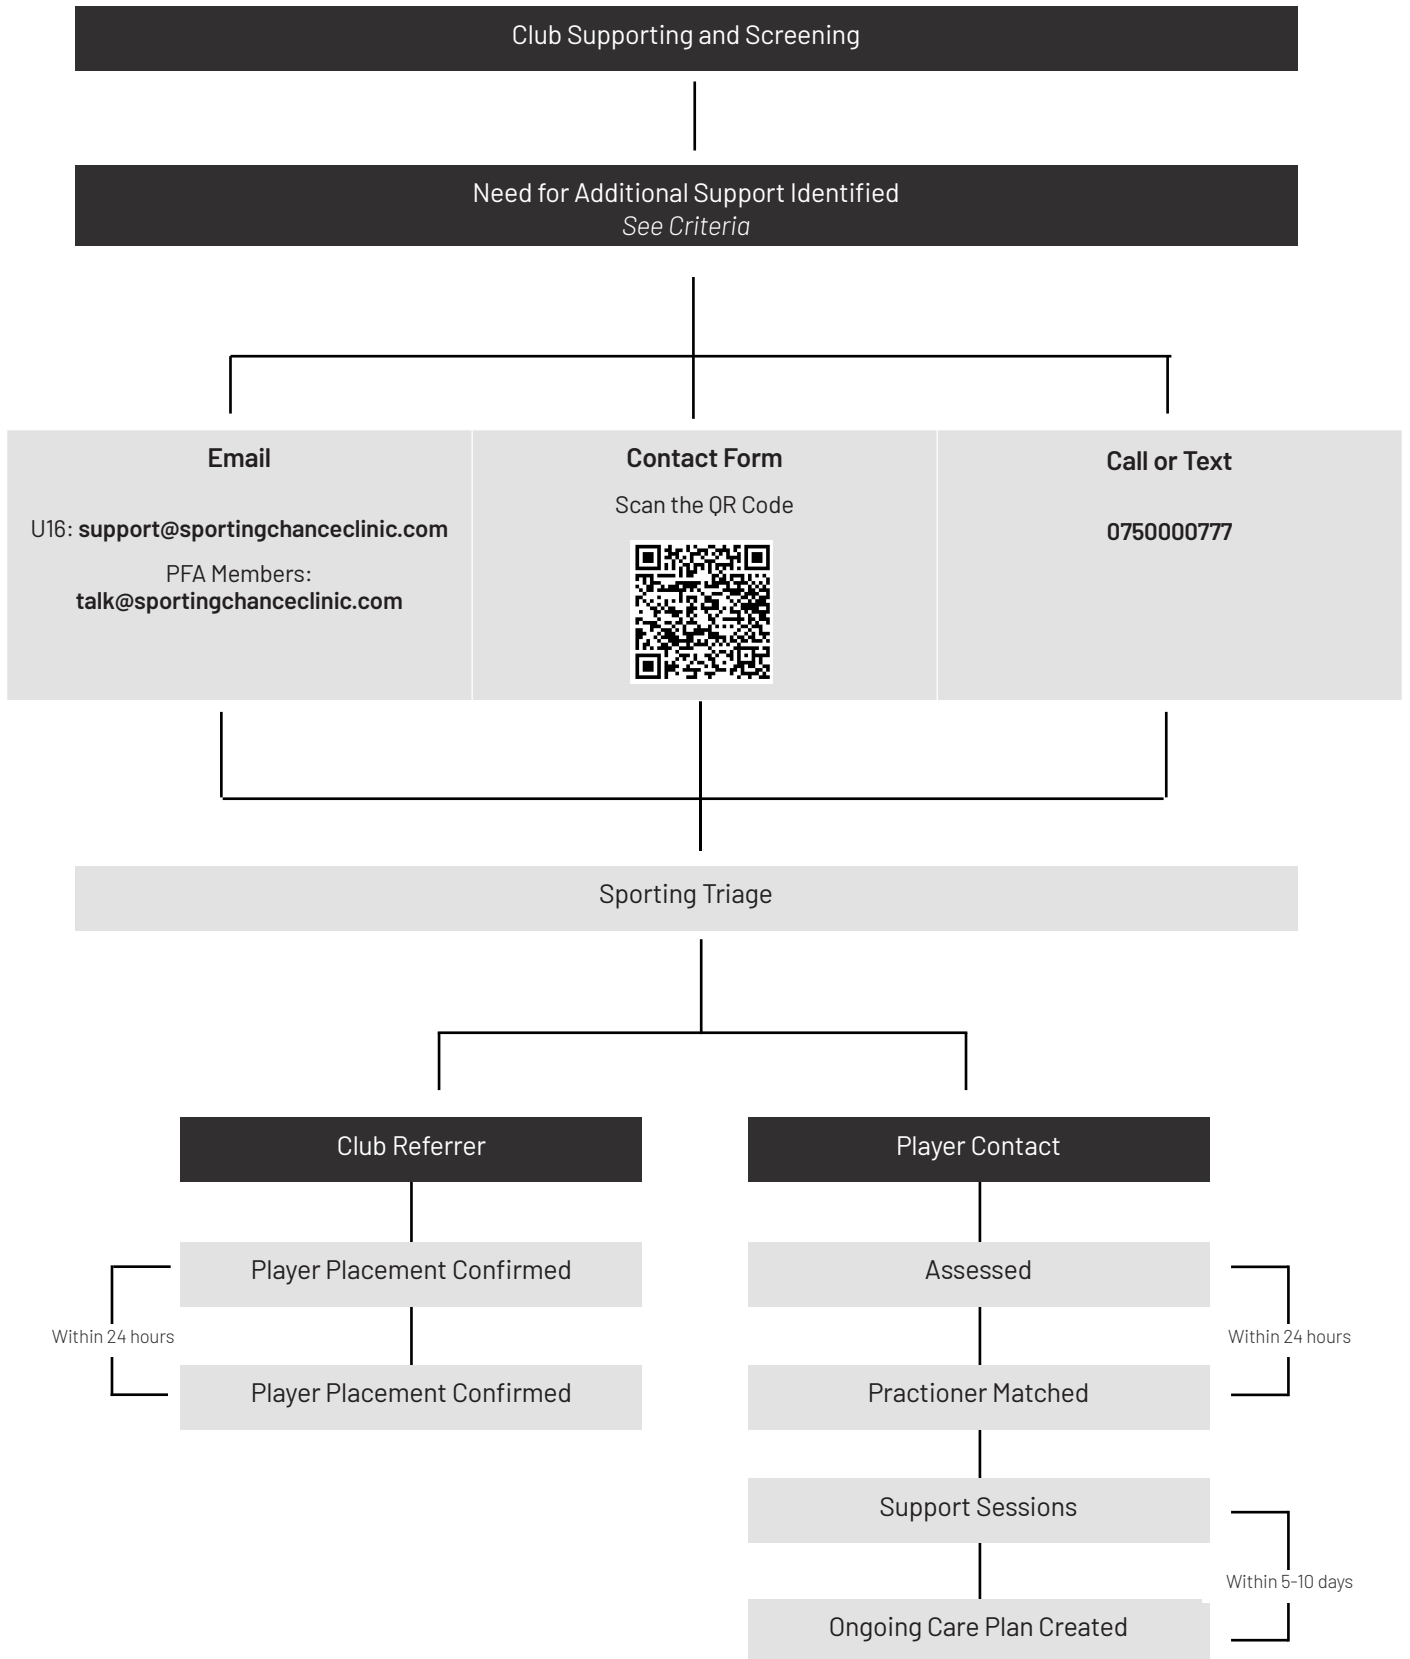 Club Supporting and Screening
Need for Additional Support Identified
See Criteria
Email
U16: support@sportingchanceclinic.com
PFA Members:
talk@sportingchanceclinic.com
Contact Form
Scan the QR Code
Call or Text
0750000777
Sporting Triage
Club Referrer
Player Placement Confirmed
Within 24 hours
Player Placement Confirmed
Player Contact
Assessed
Within 24 hours
Practioner Matched
Support Sessions
Within 5-10 days
Ongoing Care Plan Created